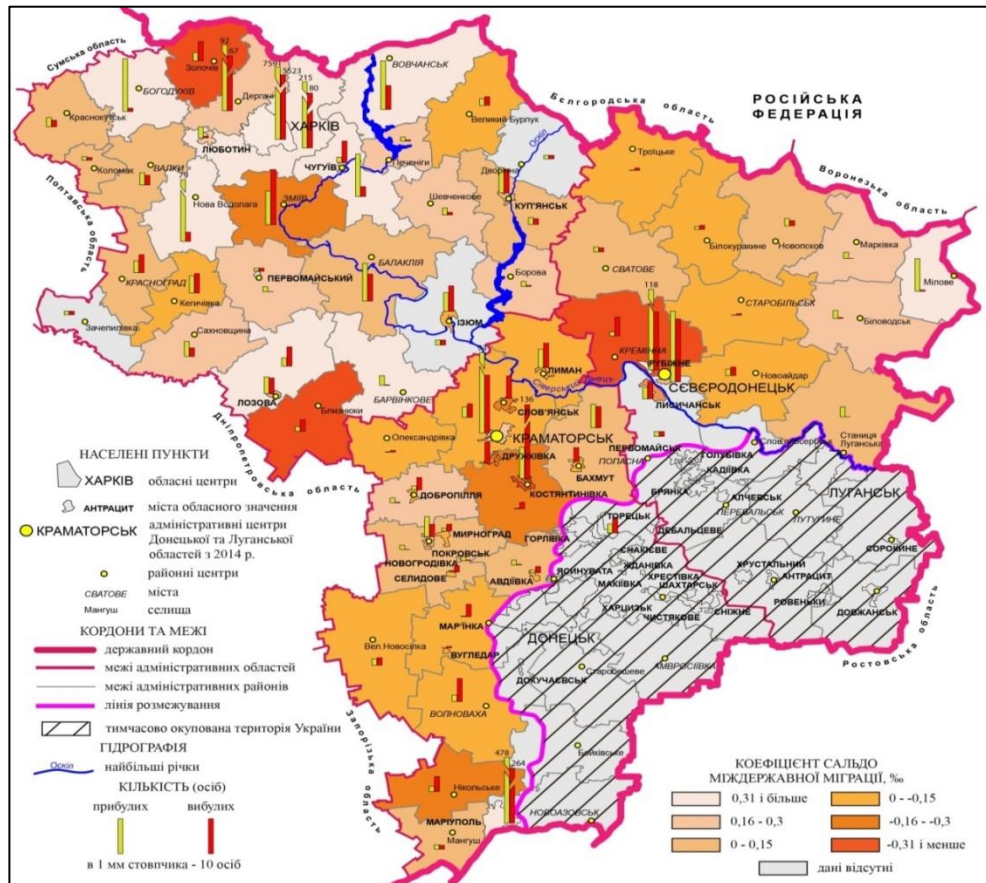 Сумська область
Бєлгородська область
РОСІЙСЬКА
ФЕДЕРАЦІЯ
Воронезька область
Ростовська область
Полтавська область
Дніпропетровська область
Запорізька область
92
67
759
5523
215
80
79
118
136
478
264
Золочів
БОГОДУХІВ
Дергачі
ВОВЧАНСЬК
Краснокутськ
ЛЮБОТИН
ХАРКІВ
ЧУГУЇВ
Печеніги
Великий Бурлук
Дворічна
Оскіл
Коломак
ВАЛКИ
Нова Водолага
ЗМІЇВ
Шевченкове
КУП'ЯНСЬК
Троїцьке
Білокуракине
Новопсков
Марківка
Мілове
КРАСНОГРАД
ПЕРВОМАЙСЬКИЙ
БАЛАКЛІЯ
Борова
СВАТОВЕ
СТАРОБІЛЬСЬК
Біловодськ
Кегичівка
Зачепилівка
Сахновщина
ІЗЮМ
КРЕМІННА
РУБІЖНЕ
СЄВЄРОДОНЕЦЬК
Новоайдар
ЛОЗОВА
Близнюки
БАРВІНКОВЕ
ЛИМАН
Сіверський Донець
ЛИСИЧАНСЬК
Олександрівка
СЛОВ'ЯНСЬК
КРАМАТОРСЬК
ДРУЖКІВКА
БАХМУТ
КОСТЯНТИНІВКА
ПЕРВОМАЙСЬК
ПОПАСНА
ГОЛУБІВКА
КАДІЇВКА
Станиця
Луганська
БРЯНКА
АЛЧЕВСЬК
ПЕРЕВАЛЬСЬК
ЛУГАНСЬК
ЛУТУГИНЕ
ДОБРОПІЛЛЯ
МИРНОГРАД
ПОКРОВСЬК
НОВОГРОДІВКА
СЕЛИДОВЕ
АВДІЇВКА
ГОРЛІВКА
ТОРЕЦЬК
ДЕБАЛЬЦЕВЕ
ЯСИНУВАТА
ЄНАКІЄВЕ
ЖДАНІВКА
МАКІЇВКА
ХРЕСТІВКА
ШАХТАРСЬК
ХАРЦИЗЬК
ЧИСТЯКОВЕ
СНІЖНЕ
ХРУСТАЛЬНИЙ
АНТРАЦИТ
РОВЕНЬКИ
СОРОКИНЕ
ДОВЖАНСЬК
МАР'ЇНКА
ДОНЕЦЬК
Вел.Новосілка
ВУГЛЕДАР
ДОКУЧАЄВСЬК
Старобешеве
АМВРОСІЇВКА
ВОЛНОВАХА
Бойківське
Нікольське
МАРІУПОЛЬ
Мангуш
НОВОАЗОВСЬК
НАСЕЛЕНІ ПУНКТИ
ХАРКІВ обласні центри
АНТРАЦИТ міста обласного значення
КРАМАТОРСЬК адміністративні центри
Донецької та Луганської
областей з 2014 р.
районні центри
СВАТОВЕ міста
Мангуш селища
КОРДОНИ ТА МЕЖІ
державний кордон
межі адміністративних областей
межі адміністративних районів
лінія розмежування
тимчасово окупована територія України
ГІДРОГРАФІЯ
Оскіл найбільші річки
КІЛЬКІСТЬ (осіб)
прибулих вибулих
в 1 мм стовпчика - 10 осіб
КОЕФІЦІЄНТ САЛЬДО
МІЖДЕРЖАВНОЇ МІГРАЦІЇ, ‰
0,31 і більше
0,16 - 0,3
0 - 0,15
0 - -0,15
-0,16 - -0,3
-0,31 і менше
дані відсутні